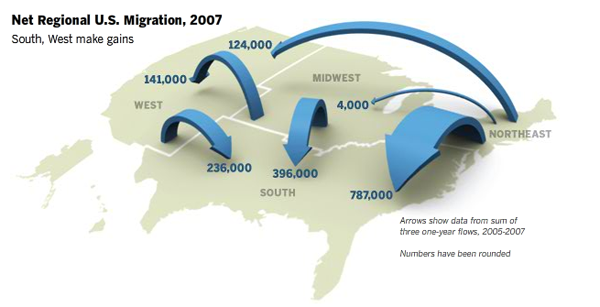 Net Regional U.S. Migration, 2007
South, West make gains
124,000
141,000
MIDWEST
WEST
4,000
NORTHEAST
236,000
396,000
SOUTH
787,000
Arrows show data from sum of
three one-year flows, 2005-2007
Numbers have been rounded